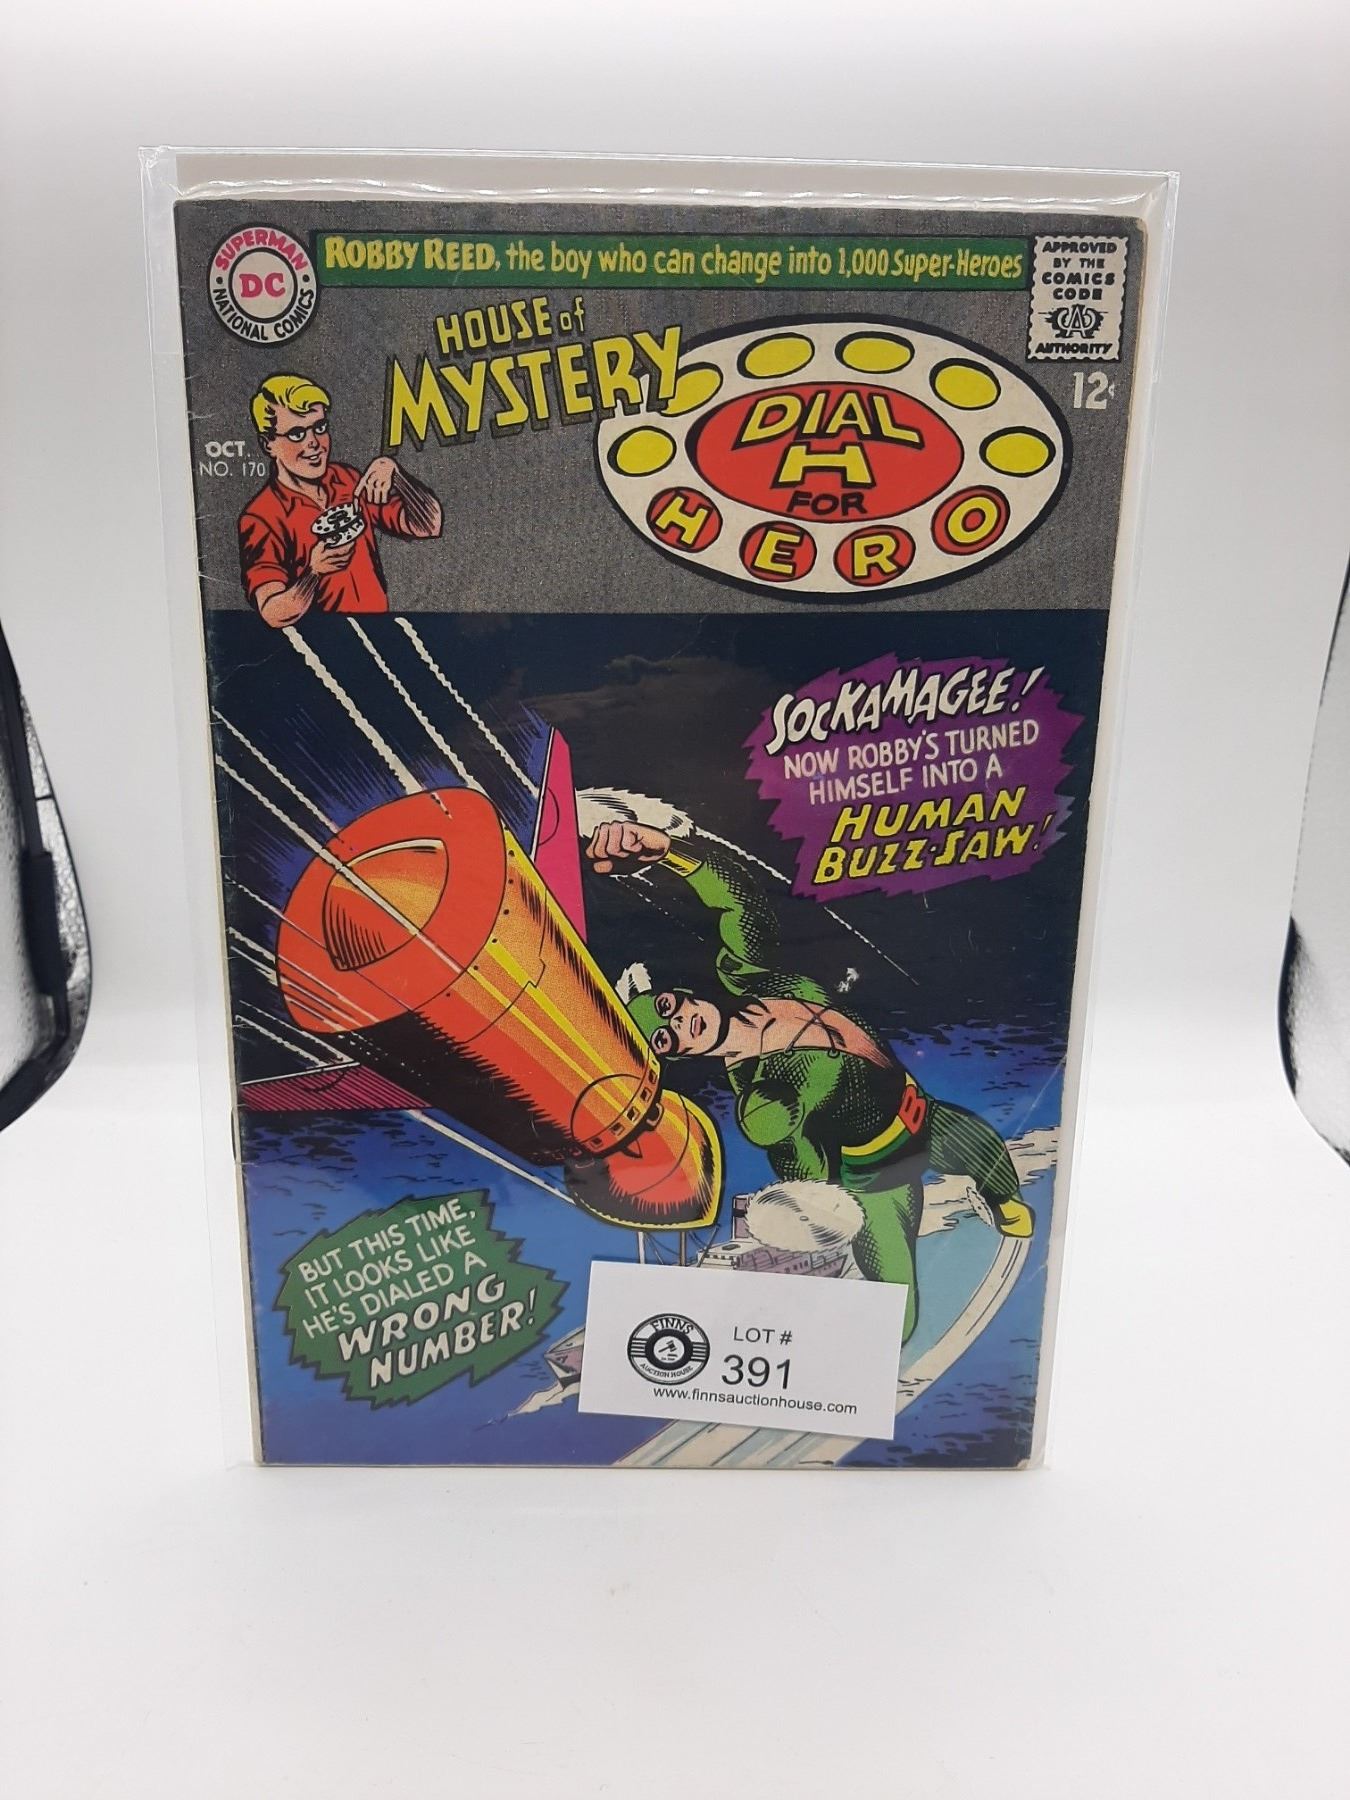 ROBBY REED, the boy who can change into 1,000 Super-Heroes
SUPERMAN
DC
NATIONAL COMICS
APPROVED
BY THE
COMICS
CODE
CA
AUTHORITY
12¢
HOUSE of
MYSTERY
DIAL
H
FOR
HERO
OCT.
NO. 170
SOCKAMAGEE!
NOW ROBBY'S TURNED
HIMSELF INTO A
HUMAN
BUZZ-SAW!
B
BUT THIS TIME,
IT LOOKS LIKE
HE'S DIALED A
WRONG
NUMBER!
FINNS
AUCTION HOUSE
LOT #
391
www.finnsauctionhouse.com